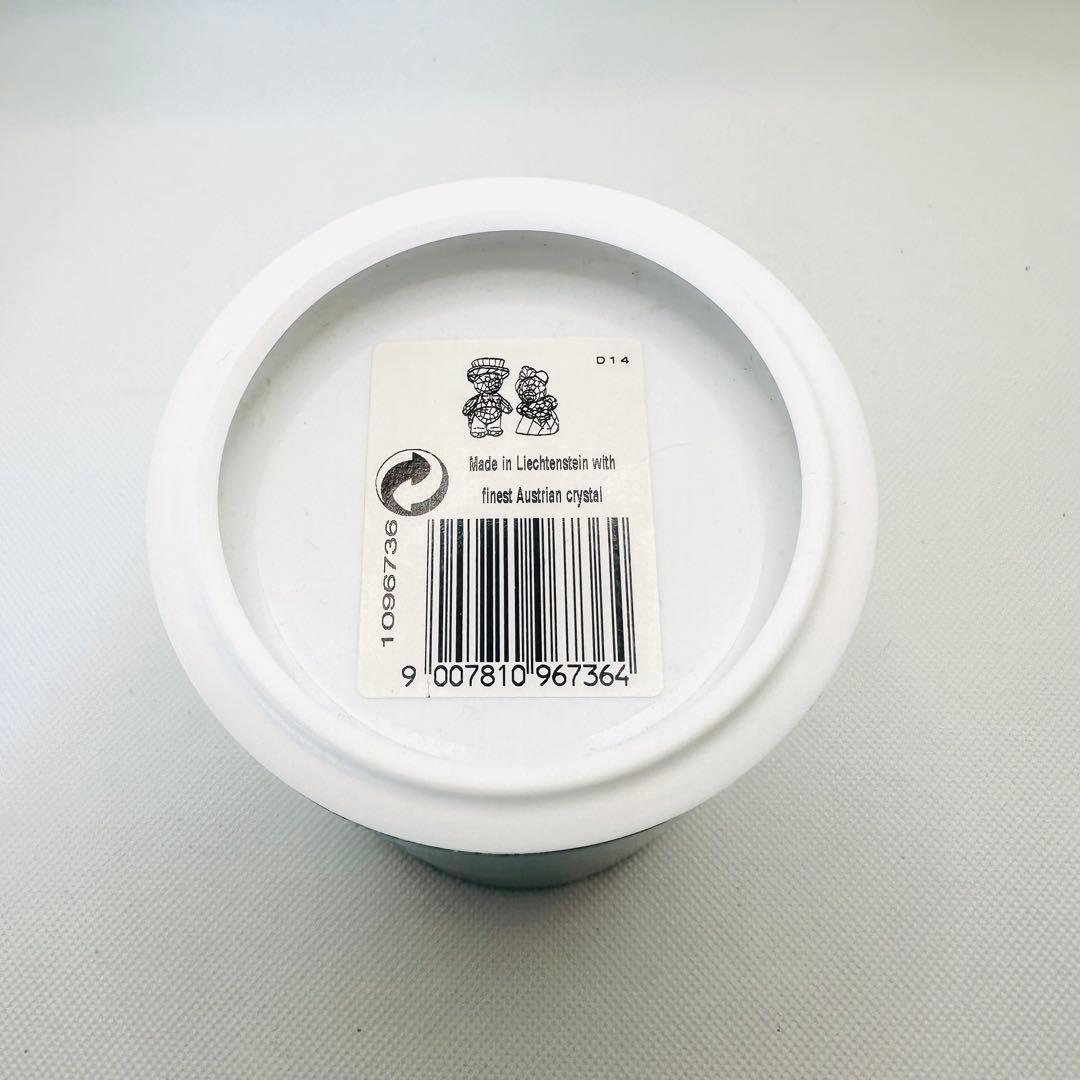 D14
Made in Liechtenstein with
finest Austrian crystal
1096736
9 007810 967364